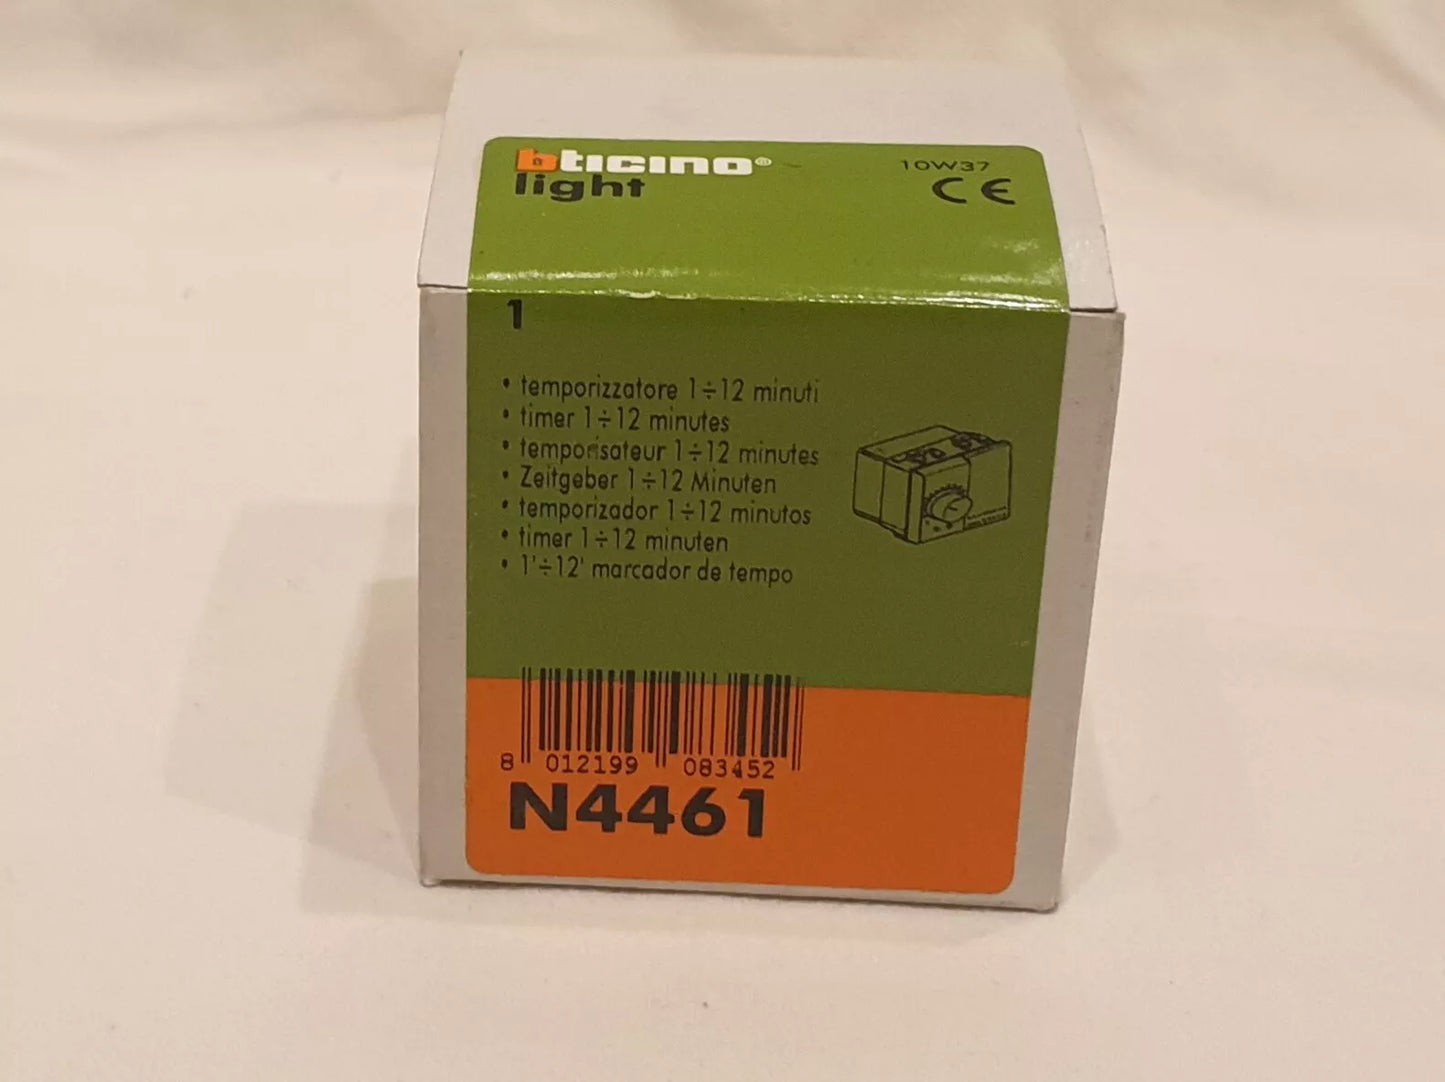 bticino®
light
10W37
CE
1
• temporizzatore 1÷12 minuti
• timer 1÷12 minutes
• temporisateur 1÷12 minutes
• Zeitgeber 1÷12 Minuten
• temporizador 1÷12 minutos
• timer 1÷12 minuten
• 1'÷12' marcador de tempo
8 012199 083452
N4461